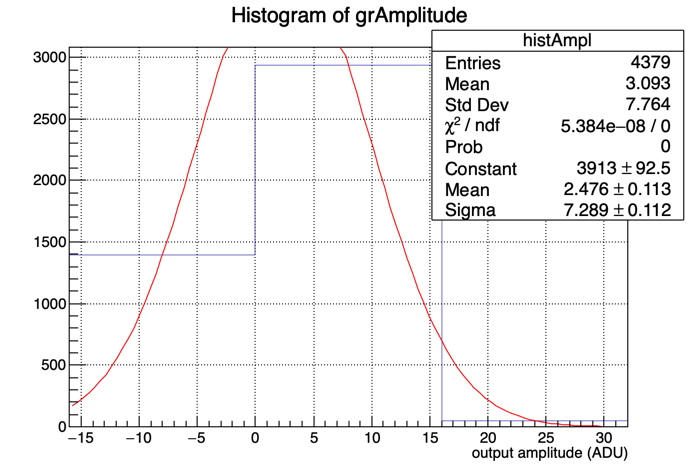 Histogram of grAmplitude
histAmpl
Entries 4379
Mean 3.093
Std Dev 7.764
χ² / ndf 5.384e−08 / 0
Prob 0
Constant 3913 ± 92.5
Mean 2.476 ± 0.113
Sigma 7.289 ± 0.112
3000
2500
2000
1500
1000
500
0
−15 −10 −5 0 5 10 15 20 25 30
output amplitude (ADU)